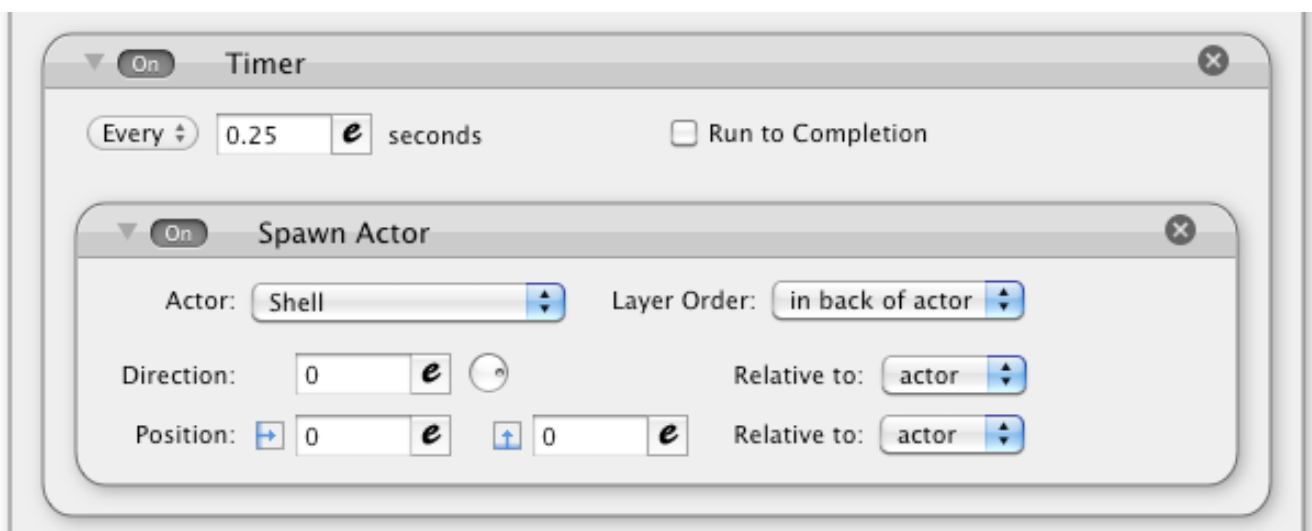 On Timer
Every 0.25 e seconds Run to Completion
On Spawn Actor
Actor: Shell Layer Order: in back of actor
Direction: 0 e Relative to: actor
Position: 0 e 0 e Relative to: actor